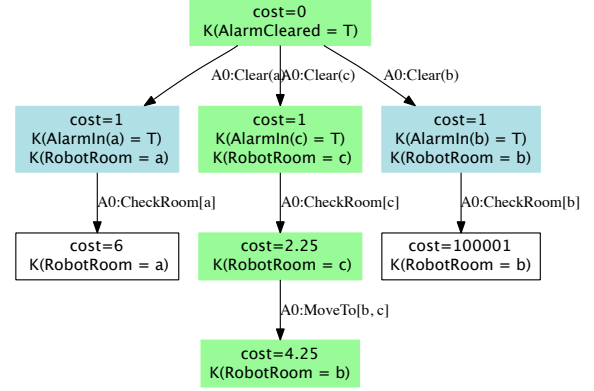 cost=0
K(AlarmCleared = T)
A0:Clear(a)
A0:Clear(c)
A0:Clear(b)
cost=1
K(AlarmIn(a) = T)
K(RobotRoom = a)
cost=1
K(AlarmIn(c) = T)
K(RobotRoom = c)
cost=1
K(AlarmIn(b) = T)
K(RobotRoom = b)
A0:CheckRoom[a]
A0:CheckRoom[c]
A0:CheckRoom[b]
cost=6
K(RobotRoom = a)
cost=2.25
K(RobotRoom = c)
cost=100001
K(RobotRoom = b)
A0:MoveTo[b, c]
cost=4.25
K(RobotRoom = b)